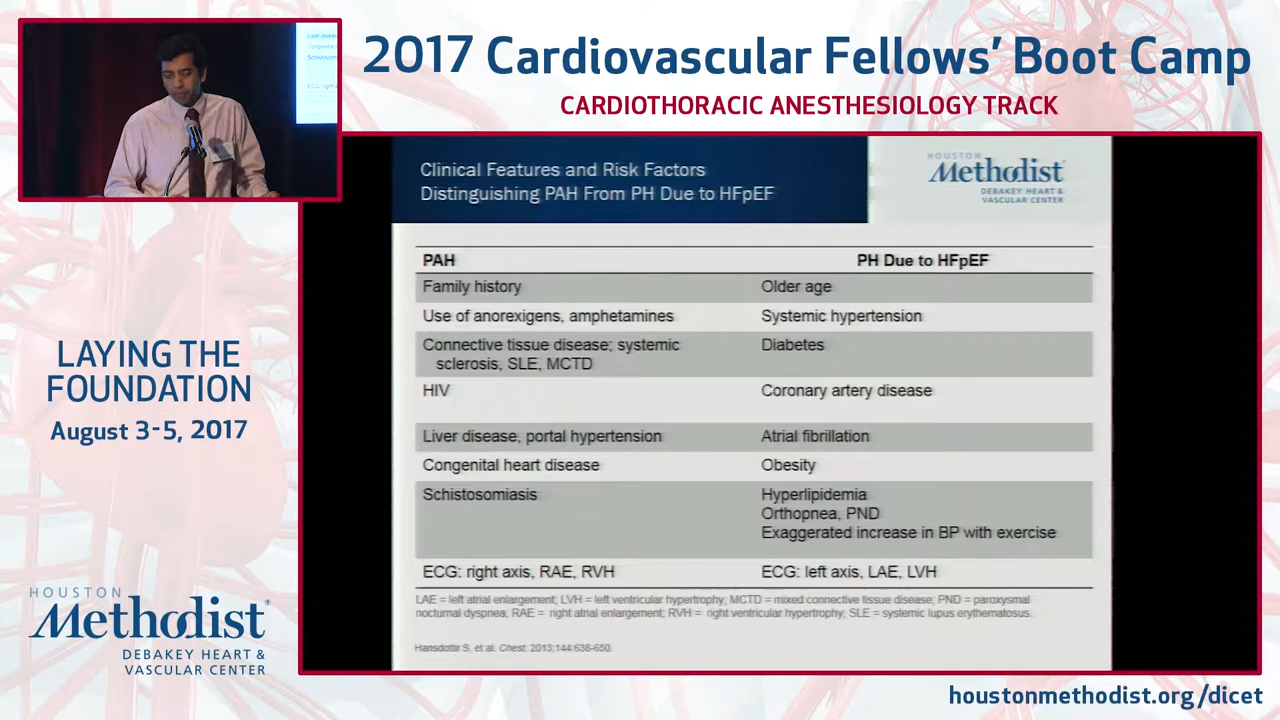 2017 Cardiovascular Fellows' Boot Camp
CARDIOTHORACIC ANESTHESIOLOGY TRACK
Liver disease
Congenital
Schistosom
LAYING THE
FOUNDATION
August 3-5, 2017
HOUSTON
Methodist®
DEBAKEY HEART &
VASCULAR CENTER
Clinical Features and Risk Factors
Distinguishing PAH From PH Due to HFpEF
HOUSTON
Methodist
DEBAKEY HEART &
VASCULAR CENTER
PAH PH Due to HFpEF
Family history Older age
Use of anorexigens, amphetamines Systemic hypertension
Connective tissue disease; systemic Diabetes
sclerosis, SLE, MCTD
HIV Coronary artery disease
Liver disease, portal hypertension Atrial fibrillation
Congenital heart disease Obesity
Schistosomiasis Hyperlipidemia
Orthopnea, PND
Exaggerated increase in BP with exercise
ECG: right axis, RAE, RVH ECG: left axis, LAE, LVH
LAE = left atrial enlargement; LVH = left ventricular hypertrophy; MCTD = mixed connective tissue disease; PND = paroxysmal
nocturnal dyspnea, RAE = right atrial enlargement; RVH = right ventricular hypertrophy, SLE = systemic lupus erythematosus.
Hansdottir S, et al. Chest. 2013;144:638-650.
houstonmethodist.org/dicet